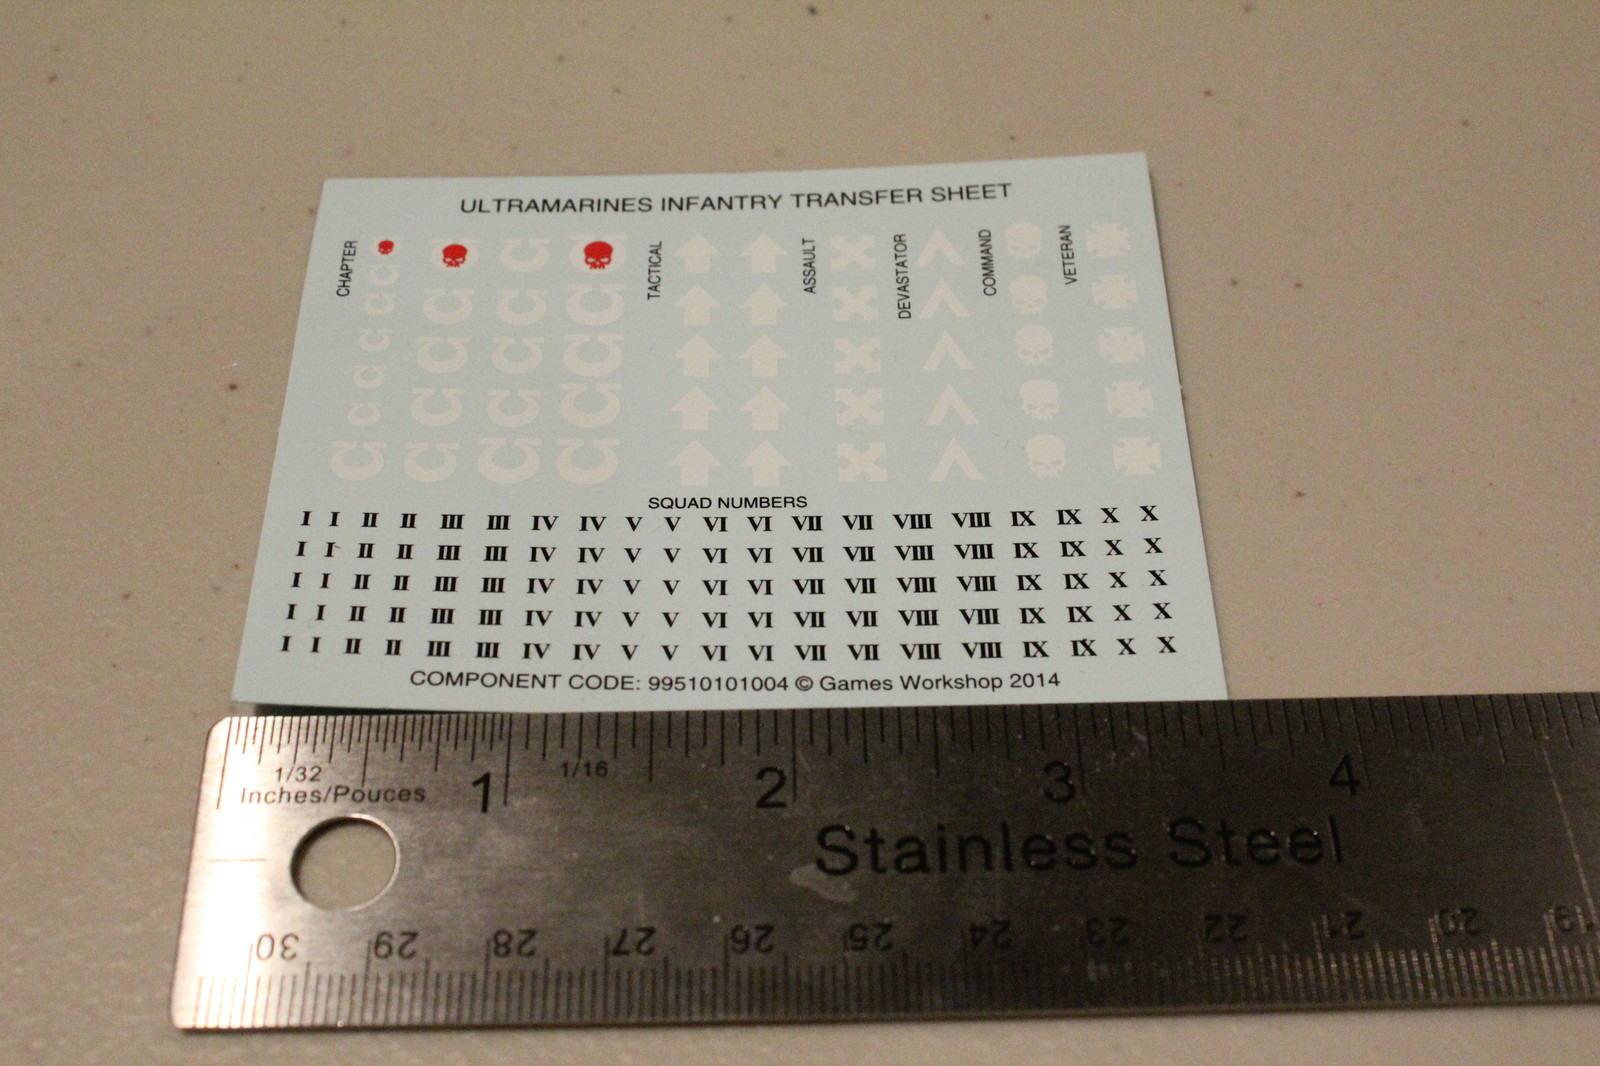 ULTRAMARINES INFANTRY TRANSFER SHEET
CHAPTER
TACTICAL
ASSAULT
DEVASTATOR
COMMAND
VETERAN
SQUAD NUMBERS
I I II II III III IV IV V V VI VI VII VII VIII VIII IX IX X X
I I II II III III IV IV V V VI VI VII VII VIII VIII IX IX X X
I I II II III III IV IV V V VI VI VII VII VIII VIII IX IX X X
I I II II III III IV IV V V VI VI VII VII VIII VIII IX IX X X
I I II II III III IV IV V V VI VI VII VII VIII VIII IX IX X X
COMPONENT CODE: 99510101004 © Games Workshop 2014
1/32 1 1/16 2 3 4
Inches/Pouces
Stainless Steel
30 29 28 27 26 25 24 23 22 21 20 19